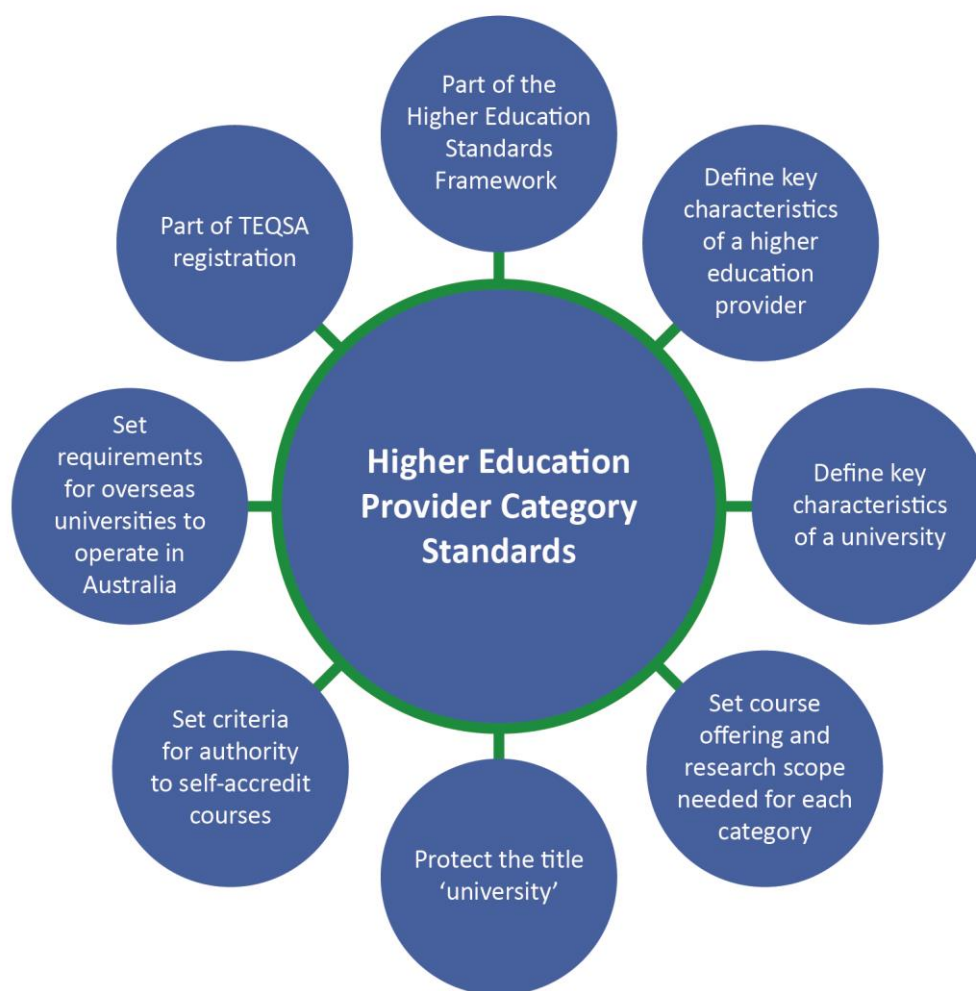 Part of the
Higher Education
Standards
Framework
Define key
characteristics
of a higher
education
provider
Define key
characteristics
of a university
Set course
offering and
research scope
needed for each
category
Protect the title
‘university’
Set criteria
for authority
to self-accredit
courses
Set
requirements
for overseas
universities to
operate in
Australia
Part of TEQSA
registration
Higher Education
Provider Category
Standards